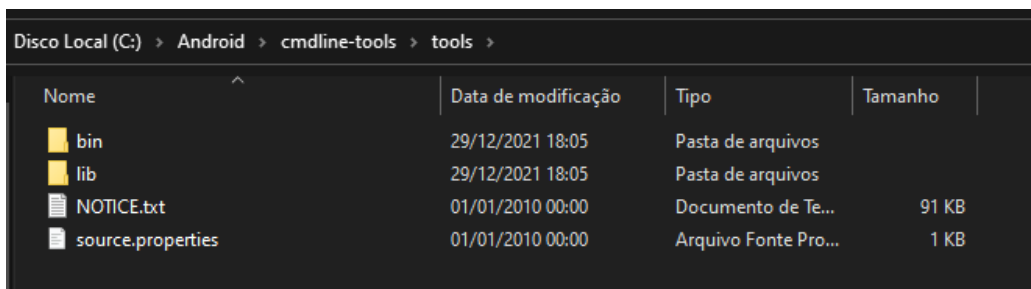 Disco Local (C:) > Android > cmdline-tools > tools >
Nome Data de modificação Tipo Tamanho
bin 29/12/2021 18:05 Pasta de arquivos
lib 29/12/2021 18:05 Pasta de arquivos
NOTICE.txt 01/01/2010 00:00 Documento de Te... 91 KB
source.properties 01/01/2010 00:00 Arquivo Fonte Pro... 1 KB